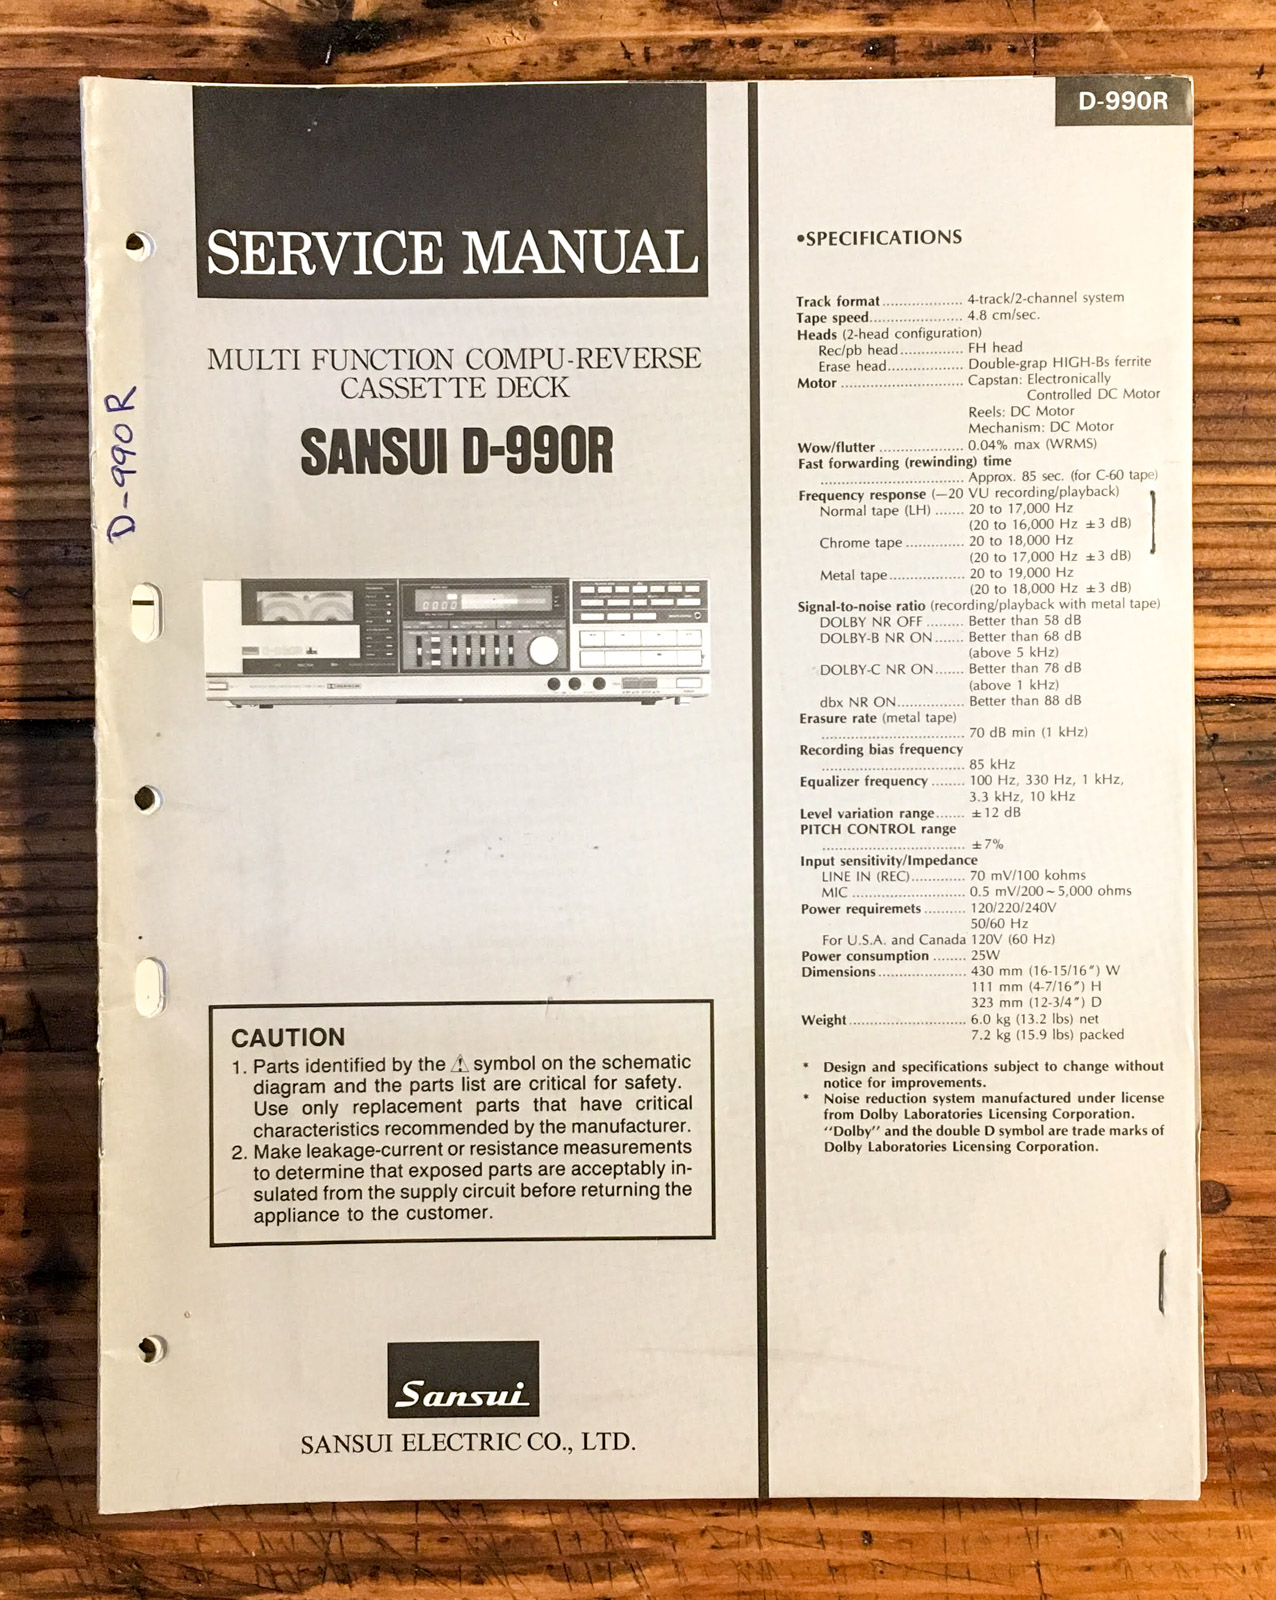 D-990R
SERVICE MANUAL
MULTI FUNCTION COMPU-REVERSE
CASSETTE DECK
SANSUI D-990R
D-990R
CAUTION
1. Parts identified by the ⚠ symbol on the schematic
diagram and the parts list are critical for safety.
Use only replacement parts that have critical
characteristics recommended by the manufacturer.
2. Make leakage-current or resistance measurements
to determine that exposed parts are acceptably in-
sulated from the supply circuit before returning the
appliance to the customer.
Sansui
SANSUI ELECTRIC CO., LTD.
•SPECIFICATIONS
Track format ................... 4-track/2-channel system
Tape speed...................... 4.8 cm/sec.
Heads (2-head configuration)
Rec/pb head............... FH head
Erase head.................. Double-grap HIGH-Bs ferrite
Motor ............................. Capstan: Electronically
Controlled DC Motor
Reels: DC Motor
Mechanism: DC Motor
Wow/flutter .................... 0.04% max (WRMS)
Fast forwarding (rewinding) time
.................................. Approx. 85 sec. (for C-60 tape)
Frequency response (—20 VU recording/playback)
Normal tape (LH) ....... 20 to 17,000 Hz
(20 to 16,000 Hz ±3 dB)
Chrome tape .............. 20 to 18,000 Hz
(20 to 17,000 Hz ±3 dB)
Metal tape.................. 20 to 19,000 Hz
(20 to 18,000 Hz ±3 dB)
Signal-to-noise ratio (recording/playback with metal tape)
DOLBY NR OFF ......... Better than 58 dB
DOLBY-B NR ON....... Better than 68 dB
(above 5 kHz)
DOLBY-C NR ON....... Better than 78 dB
(above 1 kHz)
dbx NR ON................ Better than 88 dB
Erasure rate (metal tape)
.................................. 70 dB min (1 kHz)
Recording bias frequency
.................................. 85 kHz
Equalizer frequency ........ 100 Hz, 330 Hz, 1 kHz,
3.3 kHz, 10 kHz
Level variation range....... ±12 dB
PITCH CONTROL range
.................................. ±7%
Input sensitivity/Impedance
LINE IN (REC)............. 70 mV/100 kohms
MIC ........................... 0.5 mV/200~5,000 ohms
Power requiremets .......... 120/220/240V
50/60 Hz
For U.S.A. and Canada 120V (60 Hz)
Power consumption ........ 25W
Dimensions ..................... 430 mm (16-15/16″) W
111 mm (4-7/16″) H
323 mm (12-3/4″) D
Weight............................ 6.0 kg (13.2 lbs) net
7.2 kg (15.9 lbs) packed
* Design and specifications subject to change without
notice for improvements.
* Noise reduction system manufactured under license
from Dolby Laboratories Licensing Corporation.
“Dolby” and the double D symbol are trade marks of
Dolby Laboratories Licensing Corporation.